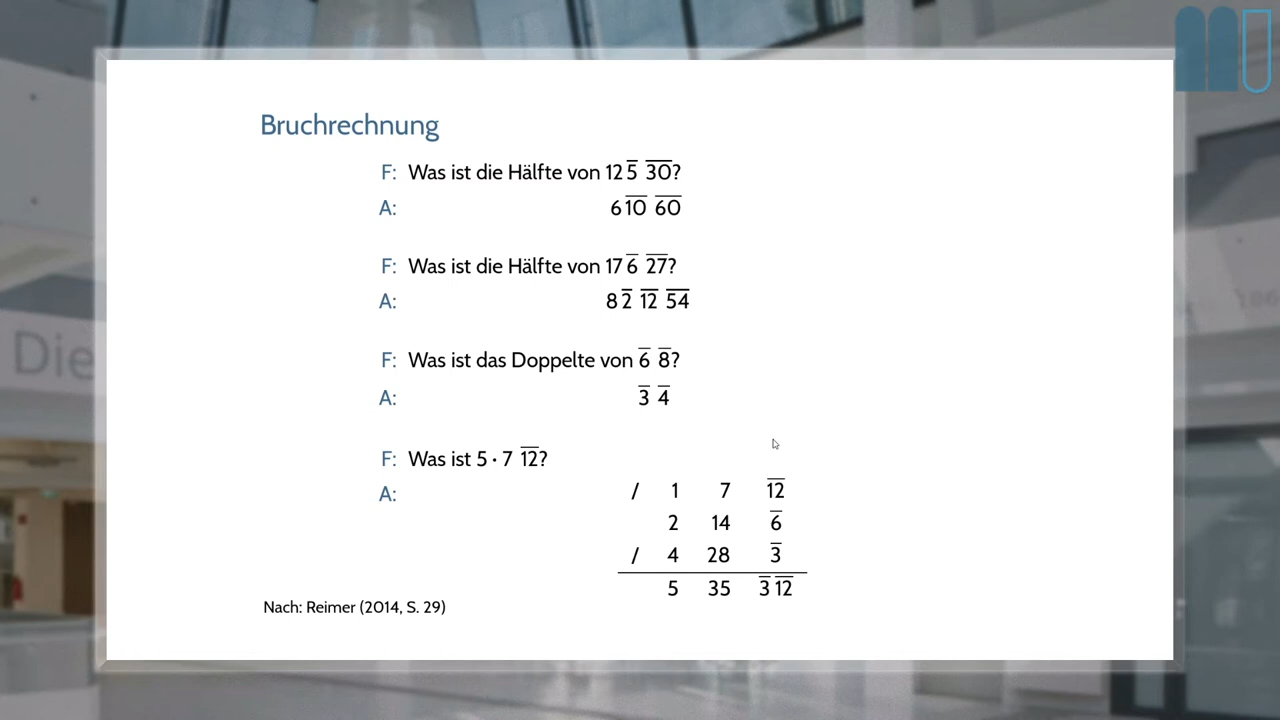 Bruchrechnung
F: Was ist die Hälfte von 12 5̅ 3̅0̅?
A: 6 1̅0̅ 6̅0̅
F: Was ist die Hälfte von 17 6̅ 2̅7̅?
A: 8 2̅ 1̅2̅ 5̅4̅
F: Was ist das Doppelte von 6̅ 8̅?
A: 3̅ 4̅
F: Was ist 5 · 7 1̅2̅?
A:
/ 1 7 1̅2̅
2 14 6̅
/ 4 28 3̅
5 35 3̅ 1̅2̅
Nach: Reimer (2014, S. 29)
Die